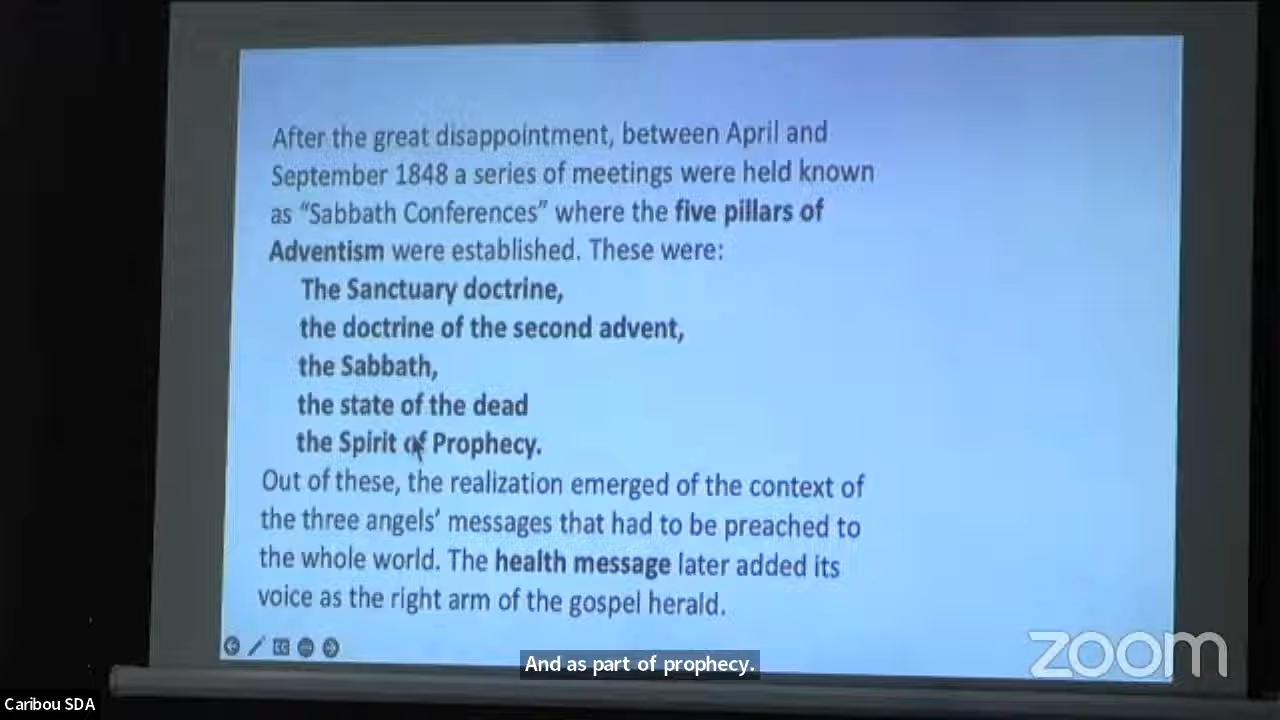 After the great disappointment, between April and
September 1848 a series of meetings were held known
as “Sabbath Conferences” where the five pillars of
Adventism were established. These were:
The Sanctuary doctrine,
the doctrine of the second advent,
the Sabbath,
the state of the dead
the Spirit of Prophecy.
Out of these, the realization emerged of the context of
the three angels’ messages that had to be preached to
the whole world. The health message later added its
voice as the right arm of the gospel herald.
zoom
And as part of prophecy.
Caribou SDA